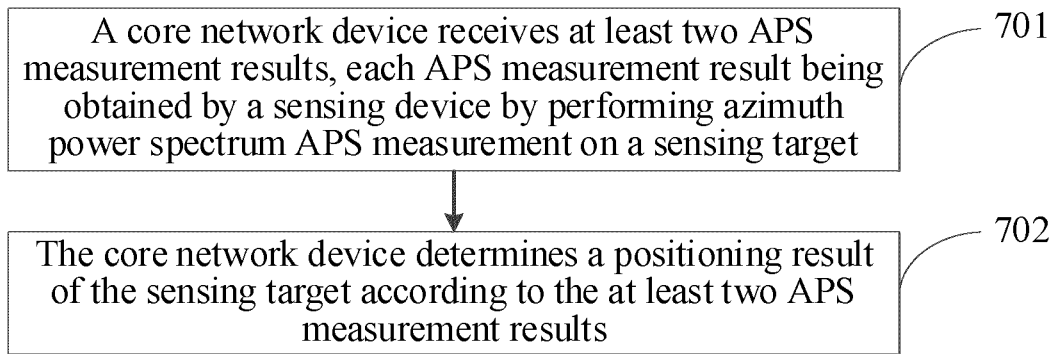 A core network device receives at least two APS
measurement results, each APS measurement result being
obtained by a sensing device by performing azimuth
power spectrum APS measurement on a sensing target
701
The core network device determines a positioning result
of the sensing target according to the at least two APS
measurement results
702